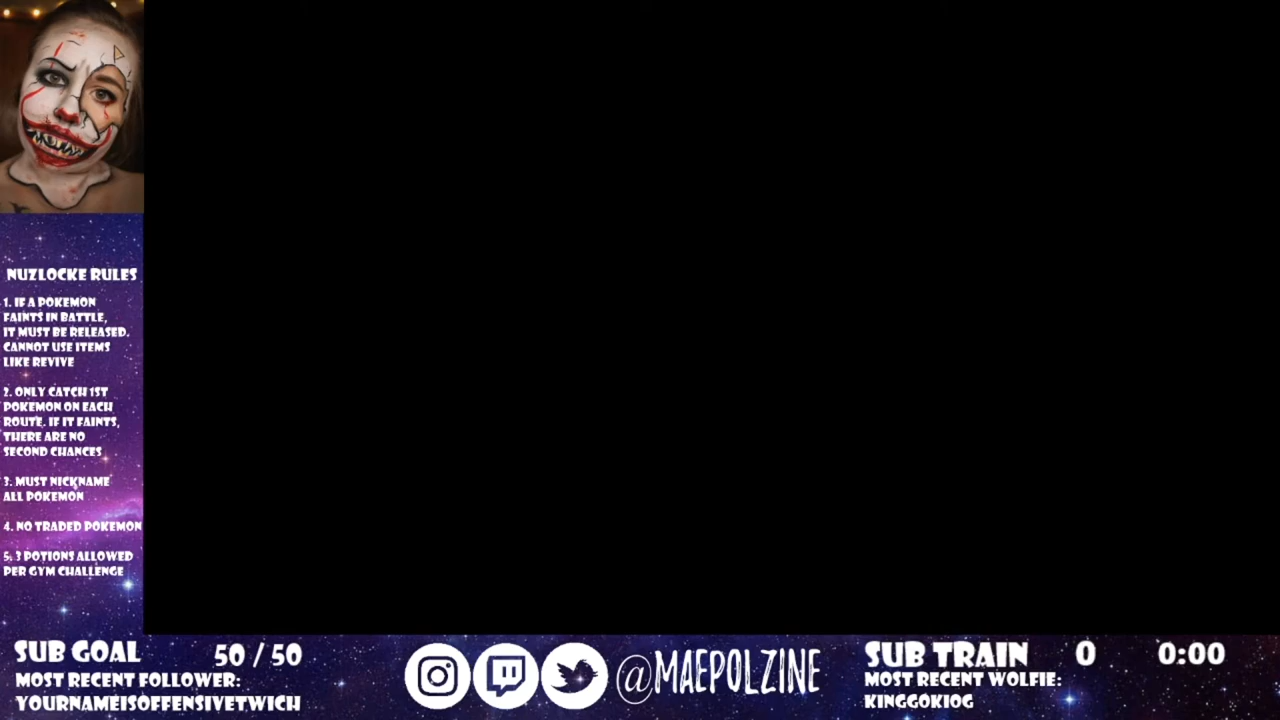 NUZLOCKE RULES
1. IF A POKEMON
FAINTS IN BATTLE,
IT MUST BE RELEASED.
CANNOT USE ITEMS
LIKE REVIVE
2. ONLY CATCH 1ST
POKEMON ON EACH
ROUTE. IF IT FAINTS,
THERE ARE NO
SECOND CHANCES
3. MUST NICKNAME
ALL POKEMON
4. NO TRADED POKEMON
5. 3 POTIONS ALLOWED
PER GYM CHALLENGE
SUB GOAL 50 / 50
MOST RECENT FOLLOWER:
YOURNAMEISOFFENSIVETWICH
@MAEPOLZINE
SUB TRAIN 0 0:00
MOST RECENT WOLFIE:
KINGGOKIOG